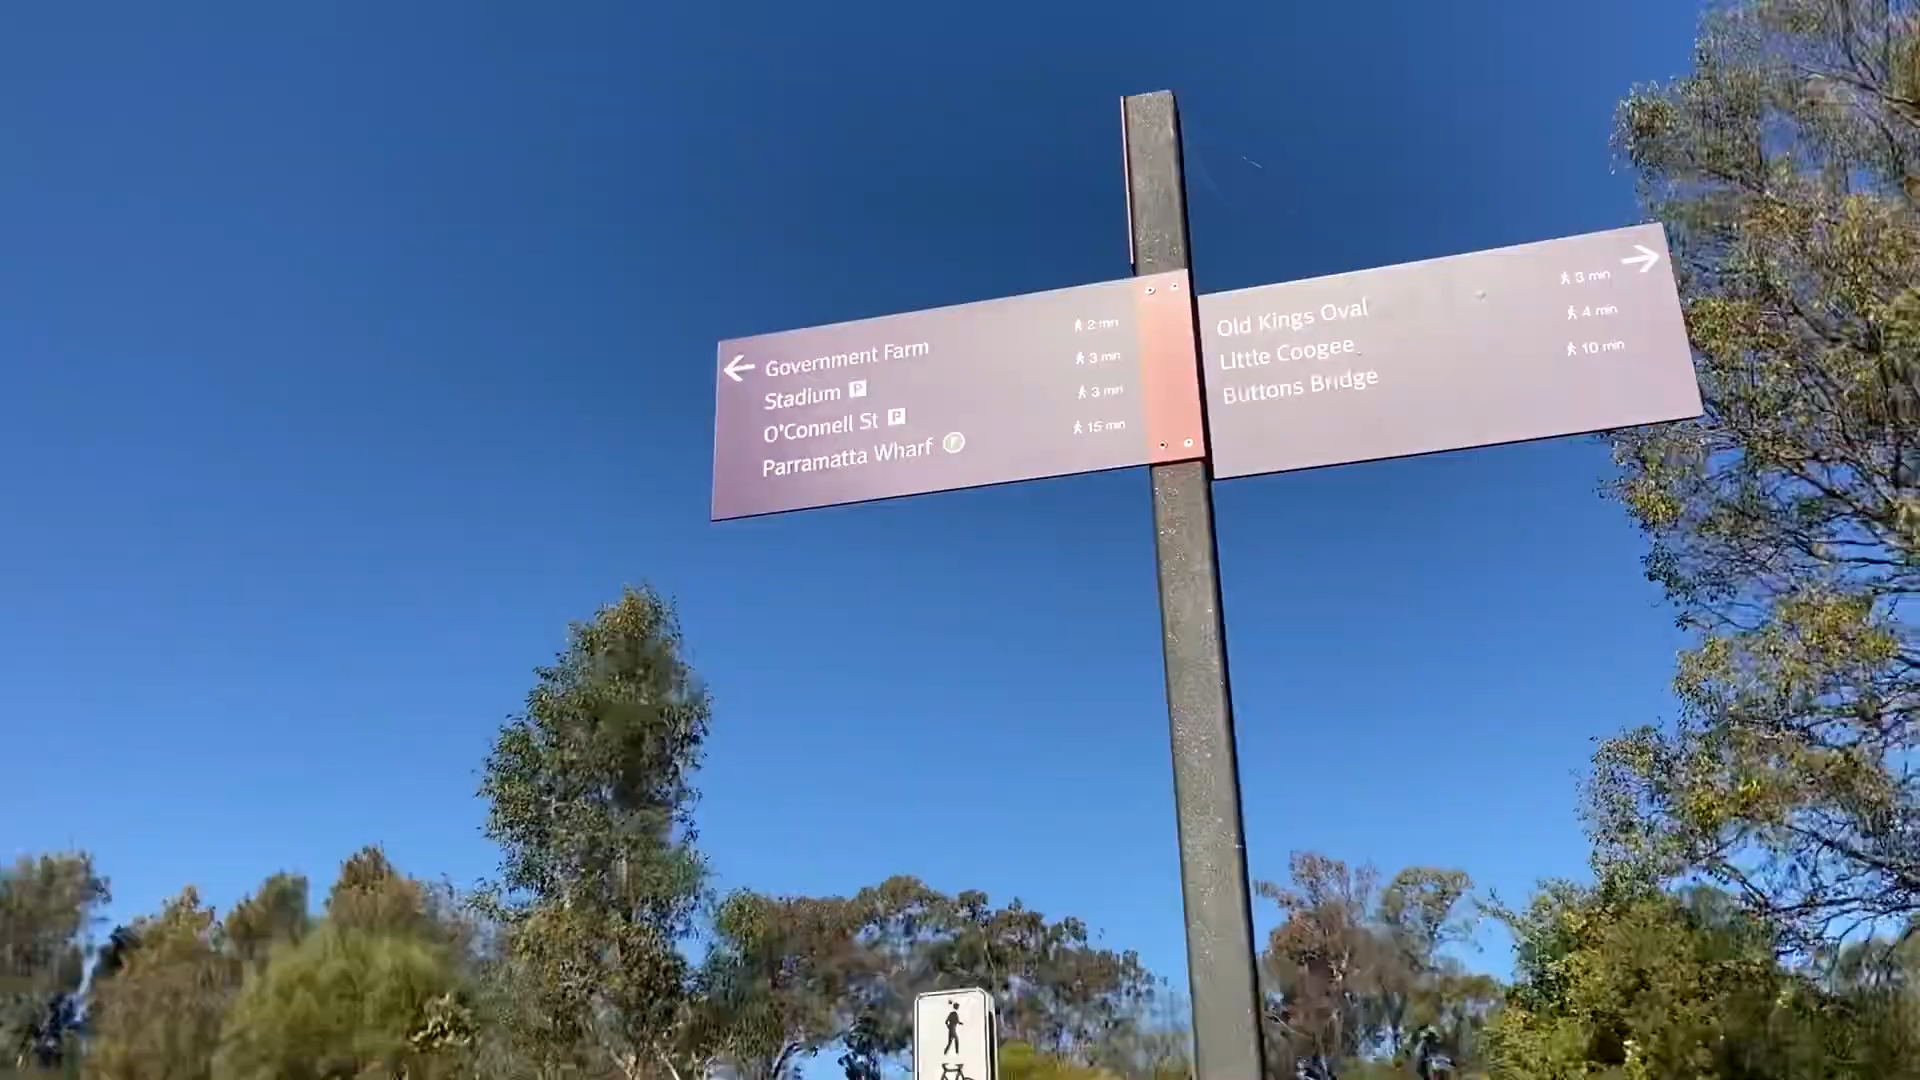 Government Farm 2 min
Stadium P 3 min
O'Connell St P 3 min
Parramatta Wharf F 15 min
Old Kings Oval 3 min
Little Coogee 4 min
Buttons Bridge 10 min